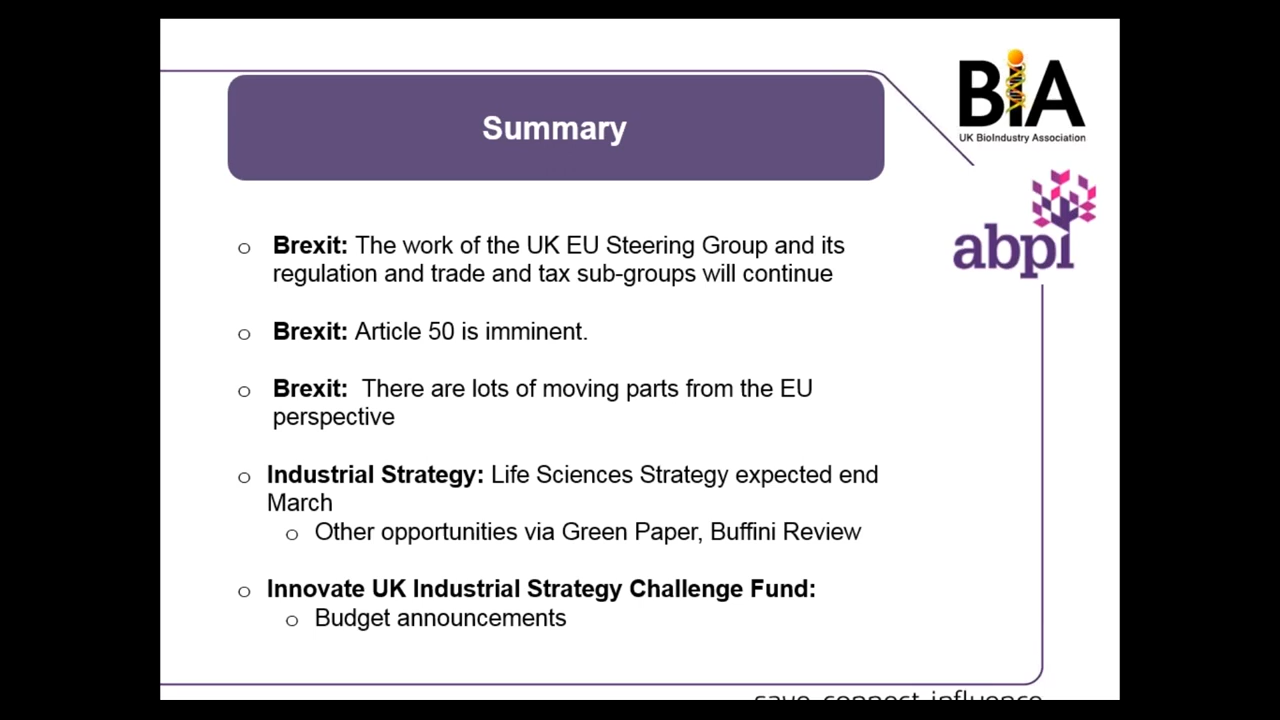 Summary
BiA
UK BioIndustry Association
abpi
o Brexit: The work of the UK EU Steering Group and its
regulation and trade and tax sub-groups will continue
o Brexit: Article 50 is imminent.
o Brexit: There are lots of moving parts from the EU
perspective
o Industrial Strategy: Life Sciences Strategy expected end
March
o Other opportunities via Green Paper, Buffini Review
o Innovate UK Industrial Strategy Challenge Fund:
o Budget announcements
save connect influence